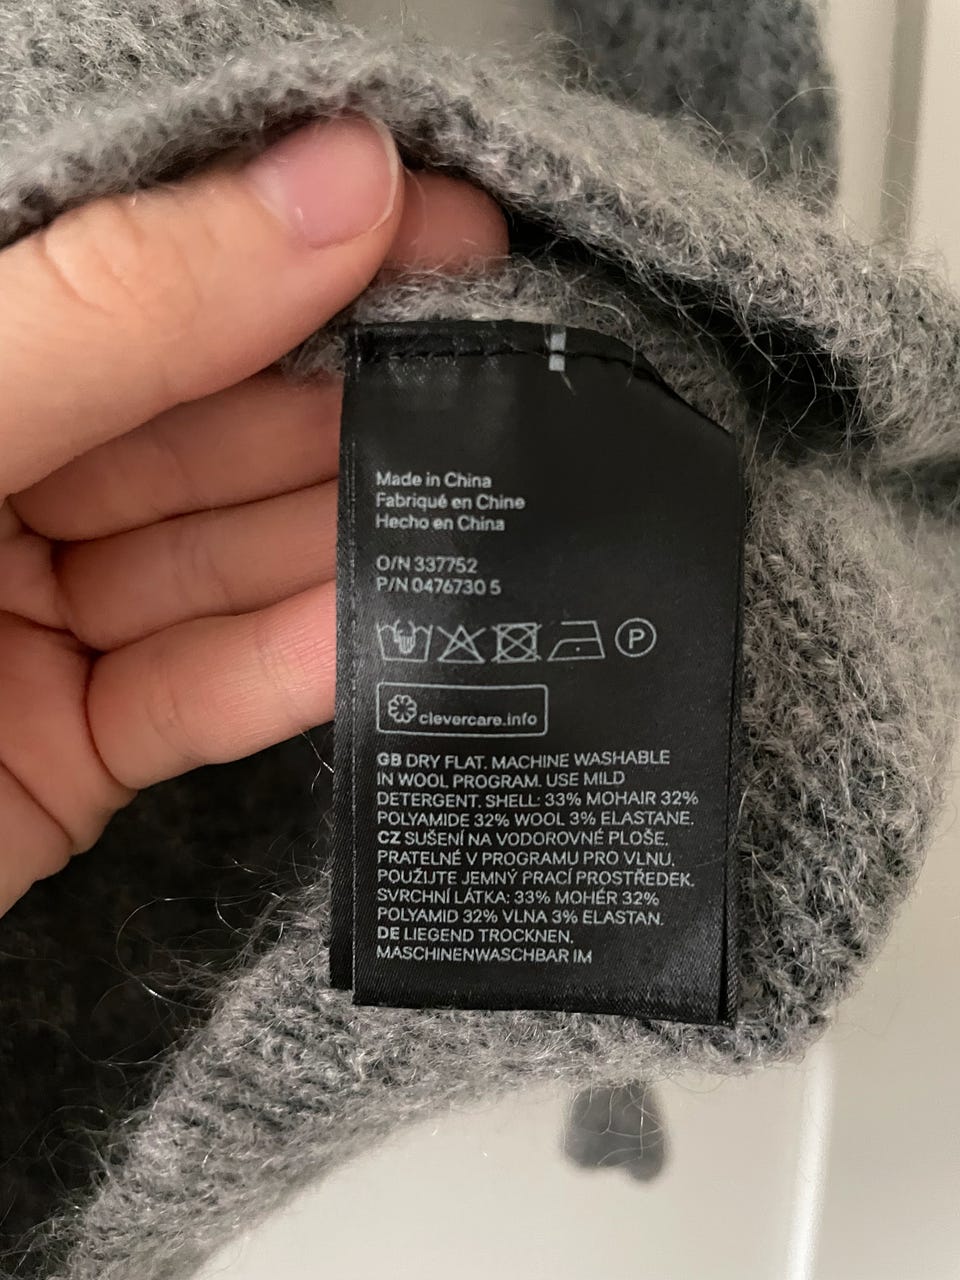 Made in China
Fabriqué en Chine
Hecho en China
O/N 337752
P/N 0476730 5
P
clevercare.info
GB DRY FLAT. MACHINE WASHABLE
IN WOOL PROGRAM. USE MILD
DETERGENT. SHELL: 33% MOHAIR 32%
POLYAMIDE 32% WOOL 3% ELASTANE.
CZ SUŠENÍ NA VODOROVNÉ PLOŠE.
PRATELNÉ V PROGRAMU PRO VLNU.
POUŽIJTE JEMNÝ PRACÍ PROSTŘEDEK.
SVRCHNÍ LÁTKA: 33% MOHÉR 32%
POLYAMID 32% VLNA 3% ELASTAN.
DE LIEGEND TROCKNEN.
MASCHINENWASCHBAR IM